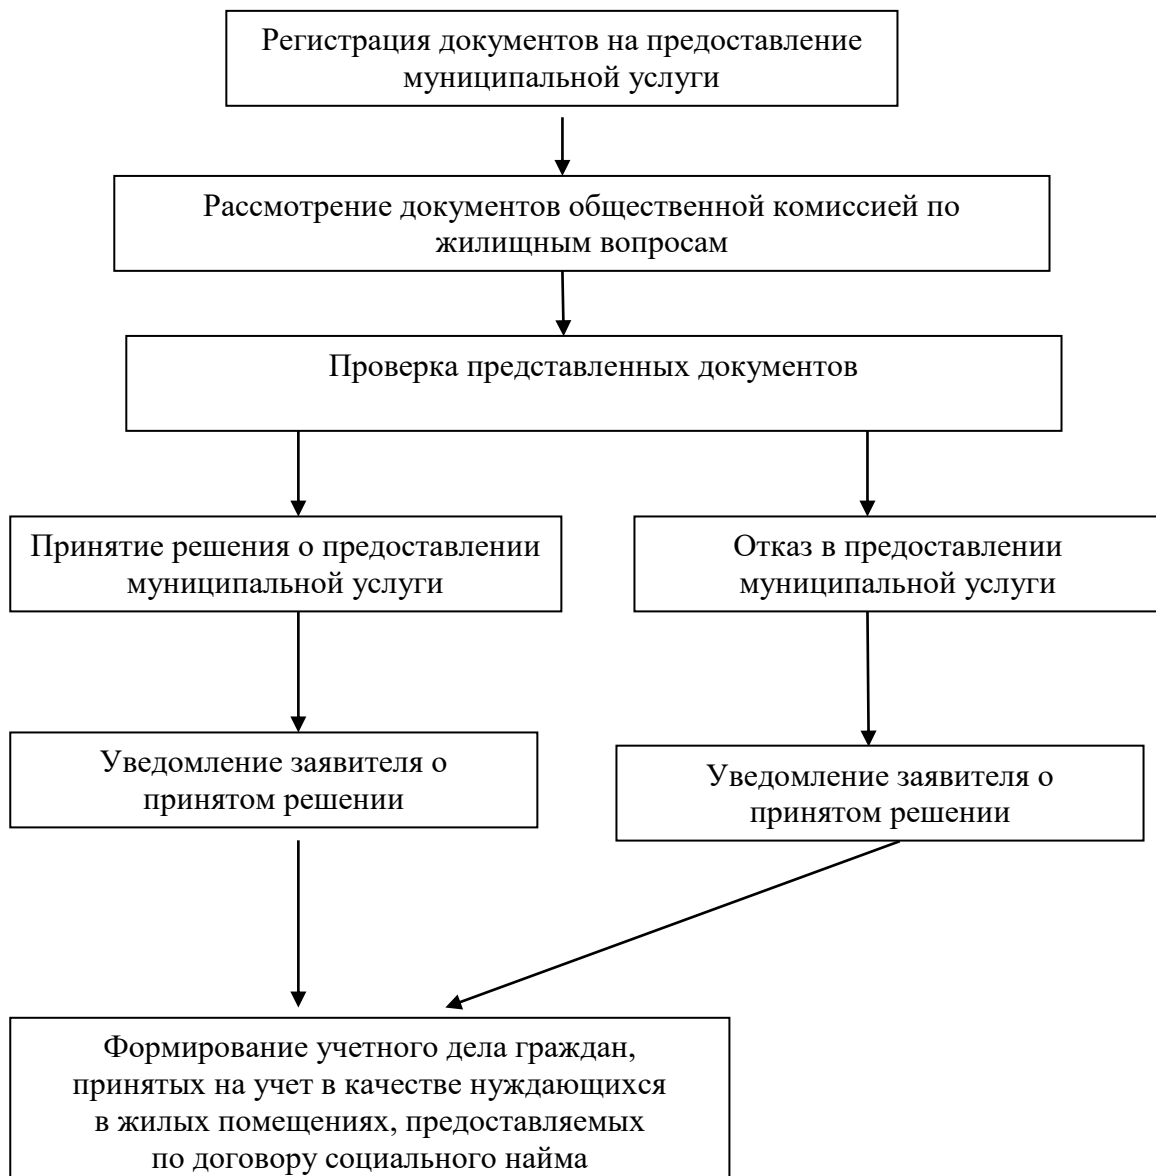 Регистрация документов на предоставление
муниципальной услуги
Рассмотрение документов общественной комиссией по
жилищным вопросам
Проверка представленных документов
Принятие решения о предоставлении
муниципальной услуги
Отказ в предоставлении
муниципальной услуги
Уведомление заявителя о
принятом решении
Уведомление заявителя о
принятом решении
Формирование учетного дела граждан,
принятых на учет в качестве нуждающихся
в жилых помещениях, предоставляемых
по договору социального найма